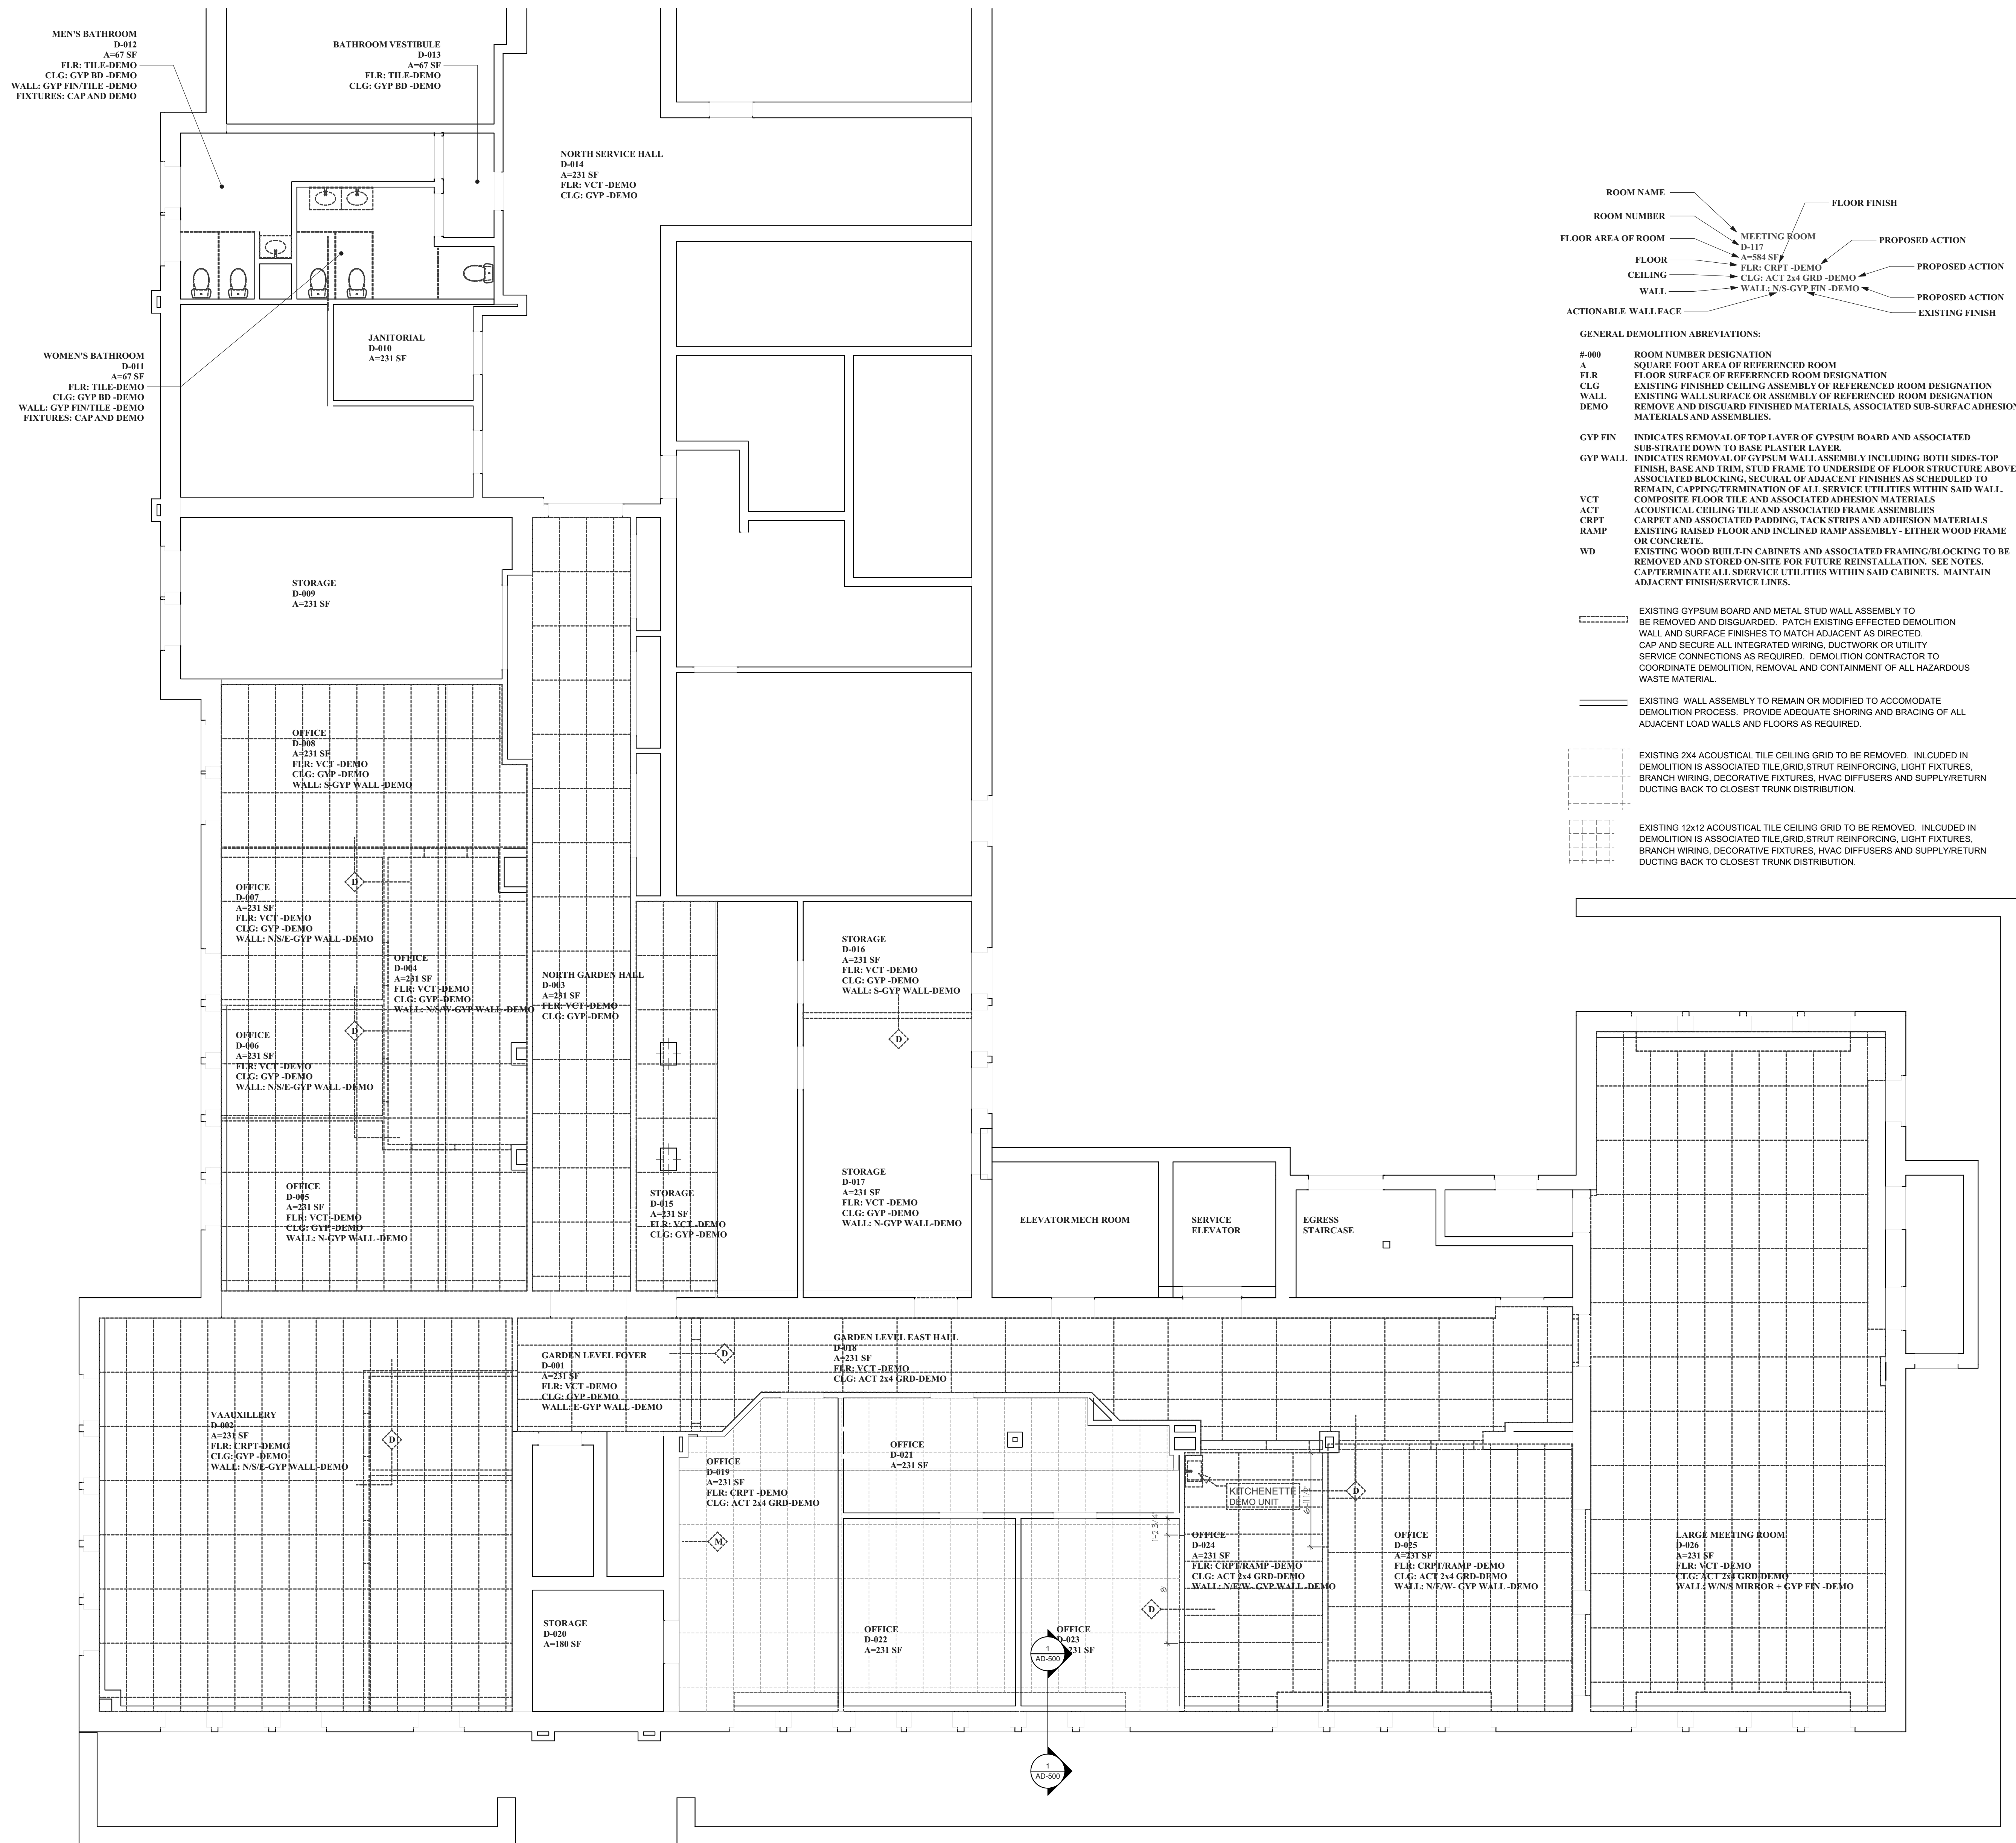 MEN'S BATHROOM
D-012
A=67 SF
FLR: TILE-DEMO
CLG: GYP BD -DEMO
WALL: GYP FIN/TILE -DEMO
FIXTURES: CAP AND DEMO
BATHROOM VESTIBULE
D-013
A=67 SF
FLR: TILE-DEMO
CLG: GYP BD -DEMO
NORTH SERVICE HALL
D-014
A=231 SF
FLR: VCT -DEMO
CLG: GYP -DEMO
ROOM NAME
ROOM NUMBER
FLOOR AREA OF ROOM
FLOOR
CEILING
WALL
ACTIONABLE WALL FACE
FLOOR FINISH
MEETING ROOM
D-117
A=584 SF
FLR: CRPT -DEMO
CLG: ACT 2x4 GRD -DEMO
WALL: N/S-GYP FIN -DEMO
PROPOSED ACTION
PROPOSED ACTION
PROPOSED ACTION
EXISTING FINISH
GENERAL DEMOLITION ABREVIATIONS:
#-000 ROOM NUMBER DESIGNATION
A SQUARE FOOT AREA OF REFERENCED ROOM
FLR FLOOR SURFACE OF REFERENCED ROOM DESIGNATION
CLG EXISTING FINISHED CEILING ASSEMBLY OF REFERENCED ROOM DESIGNATION
WALL EXISTING WALL SURFACE OR ASSEMBLY OF REFERENCED ROOM DESIGNATION
DEMO REMOVE AND DISGUARD FINISHED MATERIALS, ASSOCIATED SUB-SURFAC ADHESION
MATERIALS AND ASSEMBLIES.
GYP FIN INDICATES REMOVAL OF TOP LAYER OF GYPSUM BOARD AND ASSOCIATED
SUB-STRATE DOWN TO BASE PLASTER LAYER.
GYP WALL INDICATES REMOVAL OF GYPSUM WALL ASSEMBLY INCLUDING BOTH SIDES-TOP
FINISH, BASE AND TRIM, STUD FRAME TO UNDERSIDE OF FLOOR STRUCTURE ABOVE
ASSOCIATED BLOCKING, SECURAL OF ADJACENT FINISHES AS SCHEDULED TO
REMAIN, CAPPING/TERMINATION OF ALL SERVICE UTILITIES WITHIN SAID WALL.
VCT COMPOSITE FLOOR TILE AND ASSOCIATED ADHESION MATERIALS
ACT ACOUSTICAL CEILING TILE AND ASSOCIATED FRAME ASSEMBLIES
CRPT CARPET AND ASSOCIATED PADDING, TACK STRIPS AND ADHESION MATERIALS
RAMP EXISTING RAISED FLOOR AND INCLINED RAMP ASSEMBLY - EITHER WOOD FRAME
OR CONCRETE.
WD EXISTING WOOD BUILT-IN CABINETS AND ASSOCIATED FRAMING/BLOCKING TO BE
REMOVED AND STORED ON-SITE FOR FUTURE REINSTALLATION. SEE NOTES.
CAP/TERMINATE ALL SDERVICE UTILITIES WITHIN SAID CABINETS. MAINTAIN
ADJACENT FINISH/SERVICE LINES.
EXISTING GYPSUM BOARD AND METAL STUD WALL ASSEMBLY TO
BE REMOVED AND DISGUARDED. PATCH EXISTING EFFECTED DEMOLITION
WALL AND SURFACE FINISHES TO MATCH ADJACENT AS DIRECTED.
CAP AND SECURE ALL INTEGRATED WIRING, DUCTWORK OR UTILITY
SERVICE CONNECTIONS AS REQUIRED. DEMOLITION CONTRACTOR TO
COORDINATE DEMOLITION, REMOVAL AND CONTAINMENT OF ALL HAZARDOUS
WASTE MATERIAL.
EXISTING WALL ASSEMBLY TO REMAIN OR MODIFIED TO ACCOMODATE
DEMOLITION PROCESS. PROVIDE ADEQUATE SHORING AND BRACING OF ALL
ADJACENT LOAD WALLS AND FLOORS AS REQUIRED.
EXISTING 2X4 ACOUSTICAL TILE CEILING GRID TO BE REMOVED. INLCUDED IN
DEMOLITION IS ASSOCIATED TILE,GRID,STRUT REINFORCING, LIGHT FIXTURES,
BRANCH WIRING, DECORATIVE FIXTURES, HVAC DIFFUSERS AND SUPPLY/RETURN
DUCTING BACK TO CLOSEST TRUNK DISTRIBUTION.
EXISTING 12x12 ACOUSTICAL TILE CEILING GRID TO BE REMOVED. INLCUDED IN
DEMOLITION IS ASSOCIATED TILE,GRID,STRUT REINFORCING, LIGHT FIXTURES,
BRANCH WIRING, DECORATIVE FIXTURES, HVAC DIFFUSERS AND SUPPLY/RETURN
DUCTING BACK TO CLOSEST TRUNK DISTRIBUTION.
WOMEN'S BATHROOM
D-011
A=67 SF
FLR: TILE-DEMO
CLG: GYP BD -DEMO
WALL: GYP FIN/TILE -DEMO
FIXTURES: CAP AND DEMO
JANITORIAL
D-010
A=231 SF
STORAGE
D-009
A=231 SF
OFFICE
D-008
A=231 SF
FLR: VCT -DEMO
CLG: GYP -DEMO
WALL: S-GYP WALL -DEMO
D
OFFICE
D-007
A=231 SF
FLR: VCT -DEMO
CLG: GYP -DEMO
WALL: N/S/E-GYP WALL -DEMO
OFFICE
D-004
A=231 SF
FLR: VCT -DEMO
CLG: GYP -DEMO
WALL: N/S/W-GYP WALL -DEMO
NORTH GARDEN HALL
D-003
A=231 SF
FLR: VCT -DEMO
CLG: GYP -DEMO
STORAGE
D-016
A=231 SF
FLR: VCT -DEMO
CLG: GYP -DEMO
WALL: S-GYP WALL-DEMO
D
D
OFFICE
D-006
A=231 SF
FLR: VCT -DEMO
CLG: GYP -DEMO
WALL: N/S/E-GYP WALL -DEMO
OFFICE
D-005
A=231 SF
FLR: VCT -DEMO
CLG: GYP -DEMO
WALL: N-GYP WALL -DEMO
STORAGE
D-015
A=231 SF
FLR: VCT -DEMO
CLG: GYP -DEMO
STORAGE
D-017
A=231 SF
FLR: VCT -DEMO
CLG: GYP -DEMO
WALL: N-GYP WALL-DEMO
ELEVATOR MECH ROOM
SERVICE
ELEVATOR
EGRESS
STAIRCASE
GARDEN LEVEL FOYER
D-001
A=231 SF
FLR: VCT -DEMO
CLG: GYP -DEMO
WALL: E-GYP WALL -DEMO
D
GARDEN LEVEL EAST HALL
D-018
A=231 SF
FLR: VCT -DEMO
CLG: ACT 2x4 GRD-DEMO
VA AUXILLERY
D-002
A=231 SF
FLR: CRPT-DEMO
CLG: GYP -DEMO
WALL: N/S/E-GYP WALL-DEMO
D
OFFICE
D-019
A=231 SF
FLR: CRPT -DEMO
CLG: ACT 2x4 GRD-DEMO
M
OFFICE
D-021
A=231 SF
KITCHENETTE
DEMO UNIT
D
1-2 3/4
6
D
OFFICE
D-024
A=231 SF
FLR: CRPT/RAMP -DEMO
CLG: ACT 2x4 GRD-DEMO
WALL: N/E/W- GYP WALL -DEMO
OFFICE
D-025
A=231 SF
FLR: CRPT/RAMP -DEMO
CLG: ACT 2x4 GRD-DEMO
WALL: N/E/W- GYP WALL -DEMO
LARGE MEETING ROOM
D-026
A=231 SF
FLR: VCT -DEMO
CLG: ACT 2x4 GRD-DEMO
WALL: W/N/S MIRROR + GYP FIN -DEMO
STORAGE
D-020
A=180 SF
OFFICE
D-022
A=231 SF
OFFICE
D-023
231 SF
1
AD-500
1
AD-500